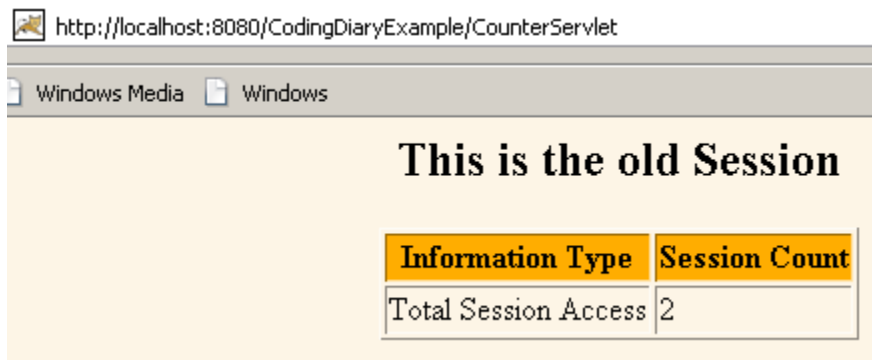 http://localhost:8080/CodingDiaryExample/CounterServlet
Windows Media Windows
This is the old Session
Information Type Session Count
Total Session Access 2